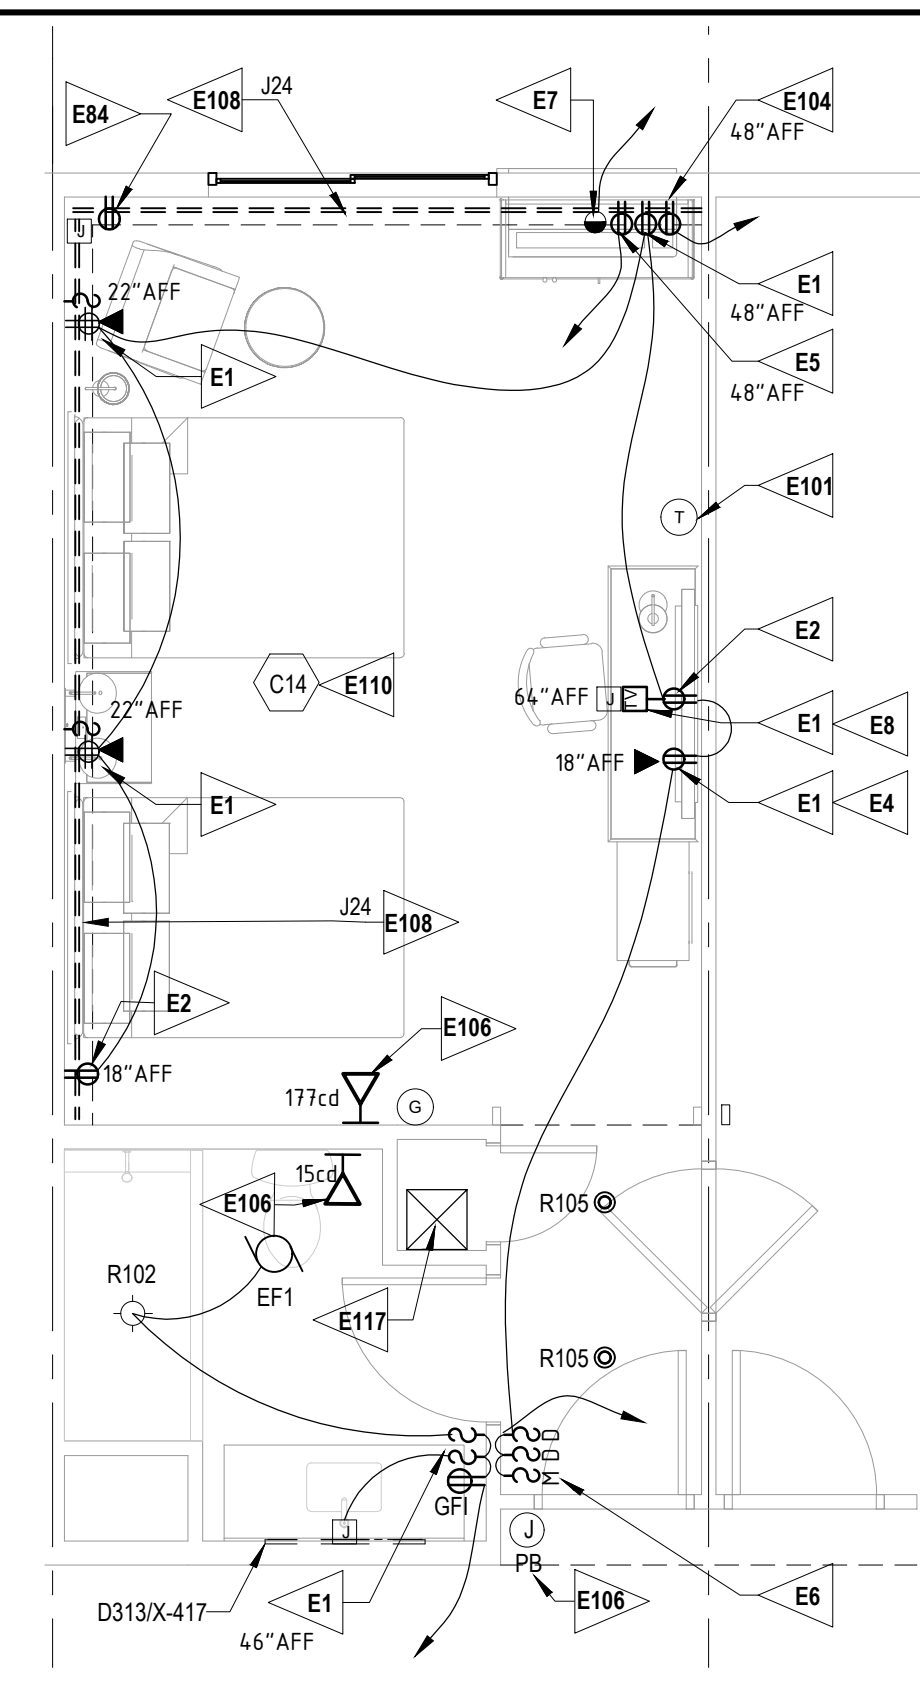 E84
E108
J24
E7
E104
48"AFF
J
E1
48"AFF
22"AFF
E5
48"AFF
E1
E101
T
E2
C14
E110
64"AFF
J
TV
E1
E8
22"AFF
18"AFF
E1
E4
E1
J24
E108
E2
E106
18"AFF
177cd
G
15cd
E106
R105
R102
EF1
E117
R105
D
D
M
GFI
J
J
PB
E1
E106
E6
D313/X-417
46"AFF